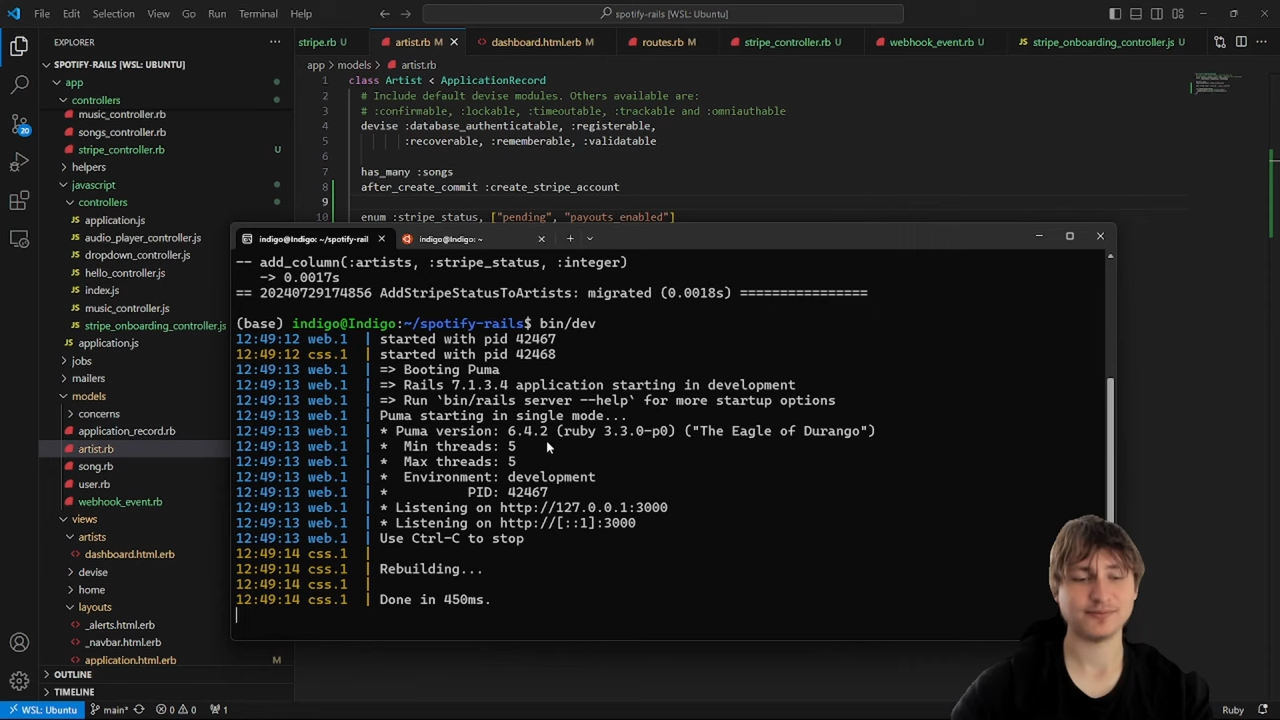 File Edit Selection View Go Run Terminal Help
spotify-rails [WSL: Ubuntu]
EXPLORER
SPOTIFY-RAILS [WSL: UBUNTU]
app
controllers
music_controller.rb
songs_controller.rb
stripe_controller.rb U
helpers
javascript
controllers
application.js
audio_player_controller.js
dropdown_controller.js
hello_controller.js
index.js
music_controller.js
stripe_onboarding_controller.js
application.js
jobs
mailers
models
concerns
application_record.rb
artist.rb
song.rb
user.rb
webhook_event.rb
views
artists
dashboard.html.erb
devise
home
layouts
_alerts.html.erb
_navbar.html.erb
application.html.erb M
OUTLINE
TIMELINE
20
stripe.rb U artist.rb M dashboard.html.erb M routes.rb M stripe_controller.rb U webhook_event.rb U stripe_onboarding_controller.js U
app > models > artist.rb
1 class Artist < ApplicationRecord
2 # Include default devise modules. Others available are:
3 # :confirmable, :lockable, :timeoutable, :trackable and :omniauthable
4 devise :database_authenticatable, :registerable,
5 :recoverable, :rememberable, :validatable
6
7 has_many :songs
8 after_create_commit :create_stripe_account
9
10 enum :stripe_status, ["pending", "payouts_enabled"]
indigo@Indigo: ~/spotify-rail indigo@Indigo: ~
-- add_column(:artists, :stripe_status, :integer)
-> 0.0017s
== 20240729174856 AddStripeStatusToArtists: migrated (0.0018s) ================
(base) indigo@Indigo:~/spotify-rails$ bin/dev
12:49:12 web.1 | started with pid 42467
12:49:12 css.1 | started with pid 42468
12:49:13 web.1 | => Booting Puma
12:49:13 web.1 | => Rails 7.1.3.4 application starting in development
12:49:13 web.1 | => Run `bin/rails server --help` for more startup options
12:49:13 web.1 | Puma starting in single mode...
12:49:13 web.1 | * Puma version: 6.4.2 (ruby 3.3.0-p0) ("The Eagle of Durango")
12:49:13 web.1 | * Min threads: 5
12:49:13 web.1 | * Max threads: 5
12:49:13 web.1 | * Environment: development
12:49:13 web.1 | * PID: 42467
12:49:13 web.1 | * Listening on http://127.0.0.1:3000
12:49:13 web.1 | * Listening on http://[::1]:3000
12:49:13 web.1 | Use Ctrl-C to stop
12:49:14 css.1 |
12:49:14 css.1 | Rebuilding...
12:49:14 css.1 |
12:49:14 css.1 | Done in 450ms.
WSL: Ubuntu main* 0 0 1 Ruby